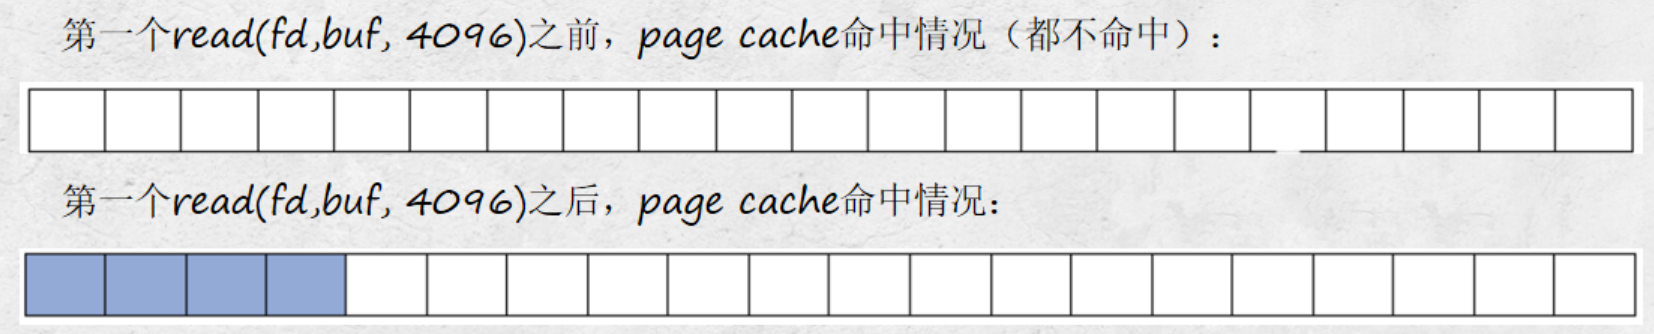 第一个read(fd,buf, 4096)之前，page cache命中情况（都不命中）：
第一个read(fd,buf, 4096)之后，page cache命中情况：